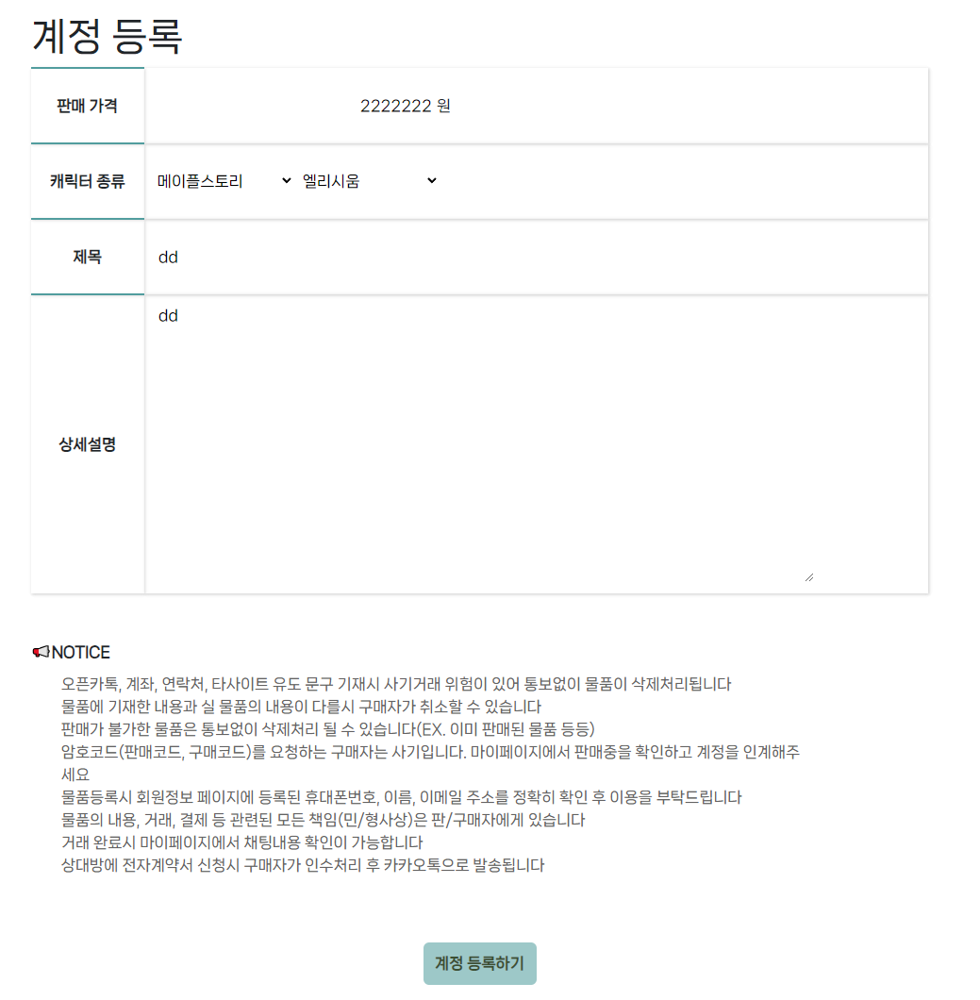 계정 등록
판매 가격
2222222 원
캐릭터 종류
메이플스토리 엘리시움
제목
dd
dd
상세설명
NOTICE
오픈카톡, 계좌, 연락처, 타사이트 유도 문구 기재시 사기거래 위험이 있어 통보없이 물품이 삭제처리됩니다
물품에 기재한 내용과 실 물품의 내용이 다를시 구매자가 취소할 수 있습니다
판매가 불가한 물품은 통보없이 삭제처리 될 수 있습니다(EX. 이미 판매된 물품 등등)
암호코드(판매코드, 구매코드)를 요청하는 구매자는 사기입니다. 마이페이지에서 판매중을 확인하고 계정을 인계해주
세요
물품등록시 회원정보 페이지에 등록된 휴대폰번호, 이름, 이메일 주소를 정확히 확인 후 이용을 부탁드립니다
물품의 내용, 거래, 결제 등 관련된 모든 책임(민/형사상)은 판/구매자에게 있습니다
거래 완료시 마이페이지에서 채팅내용 확인이 가능합니다
상대방에 전자계약서 신청시 구매자가 인수처리 후 카카오톡으로 발송됩니다
계정 등록하기